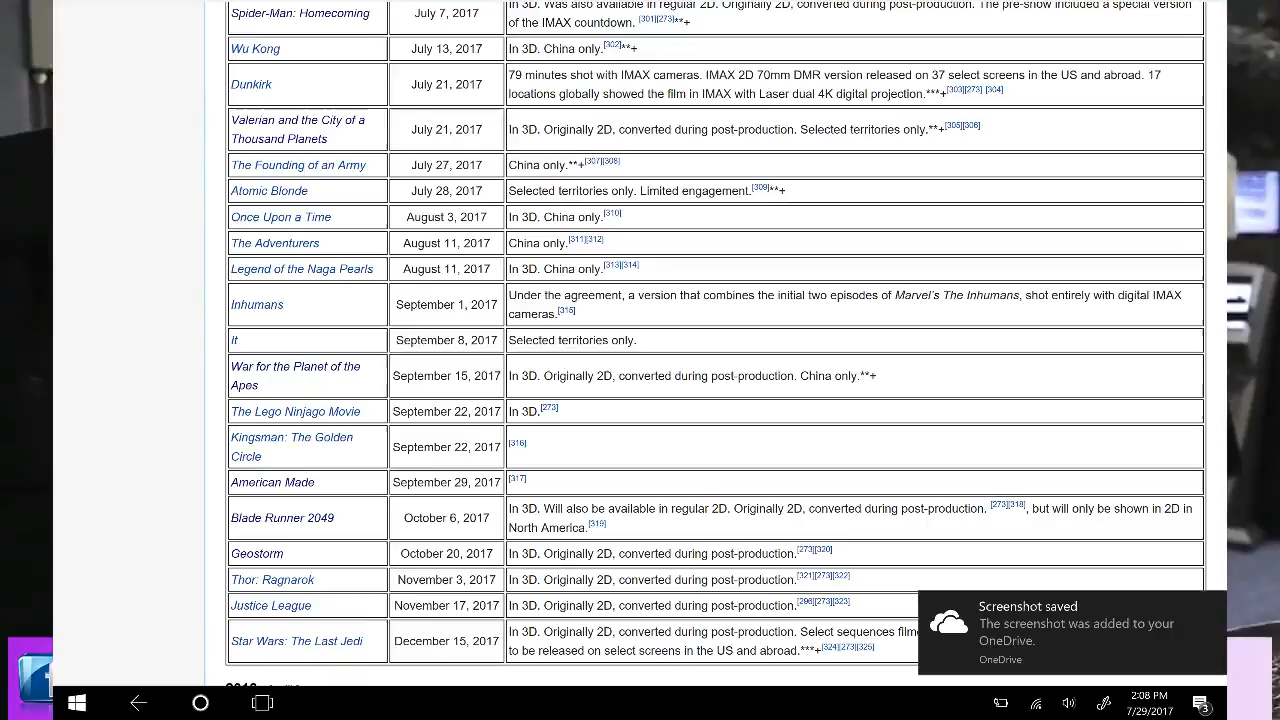 In 3D. Was also available in regular 2D. Originally 2D, converted during post-production. The pre-show included a special version
Spider-Man: Homecoming July 7, 2017 of the IMAX countdown. [301][273]**+
Wu Kong July 13, 2017 In 3D. China only.[302]**+
79 minutes shot with IMAX cameras. IMAX 2D 70mm DMR version released on 37 select screens in the US and abroad. 17
Dunkirk July 21, 2017 locations globally showed the film in IMAX with Laser dual 4K digital projection.***+[303][273] [304]
Valerian and the City of a
Thousand Planets July 21, 2017 In 3D. Originally 2D, converted during post-production. Selected territories only.**+[305][306]
The Founding of an Army July 27, 2017 China only.**+[307][308]
Atomic Blonde July 28, 2017 Selected territories only. Limited engagement.[309]**+
Once Upon a Time August 3, 2017 In 3D. China only.[310]
The Adventurers August 11, 2017 China only.[311][312]
Legend of the Naga Pearls August 11, 2017 In 3D. China only.[313][314]
Inhumans September 1, 2017 Under the agreement, a version that combines the initial two episodes of Marvel's The Inhumans, shot entirely with digital IMAX
cameras.[315]
It September 8, 2017 Selected territories only.
War for the Planet of the
Apes September 15, 2017 In 3D. Originally 2D, converted during post-production. China only.**+
The Lego Ninjago Movie September 22, 2017 In 3D.[273]
Kingsman: The Golden
Circle September 22, 2017 [316]
American Made September 29, 2017 [317]
Blade Runner 2049 October 6, 2017 In 3D. Will also be available in regular 2D. Originally 2D, converted during post-production. [273][318], but will only be shown in 2D in
North America.[319]
Geostorm October 20, 2017 In 3D. Originally 2D, converted during post-production.[273][320]
Thor: Ragnarok November 3, 2017 In 3D. Originally 2D, converted during post-production.[321][273][322]
Justice League November 17, 2017 In 3D. Originally 2D, converted during post-production.[296][273][323]
Star Wars: The Last Jedi December 15, 2017 In 3D. Originally 2D, converted during post-production. Select sequences
to be released on select screens in the US and abroad.***+[324][273][325]
Screenshot saved
The screenshot was added to your
OneDrive.
OneDrive
2:08 PM
7/29/2017
3